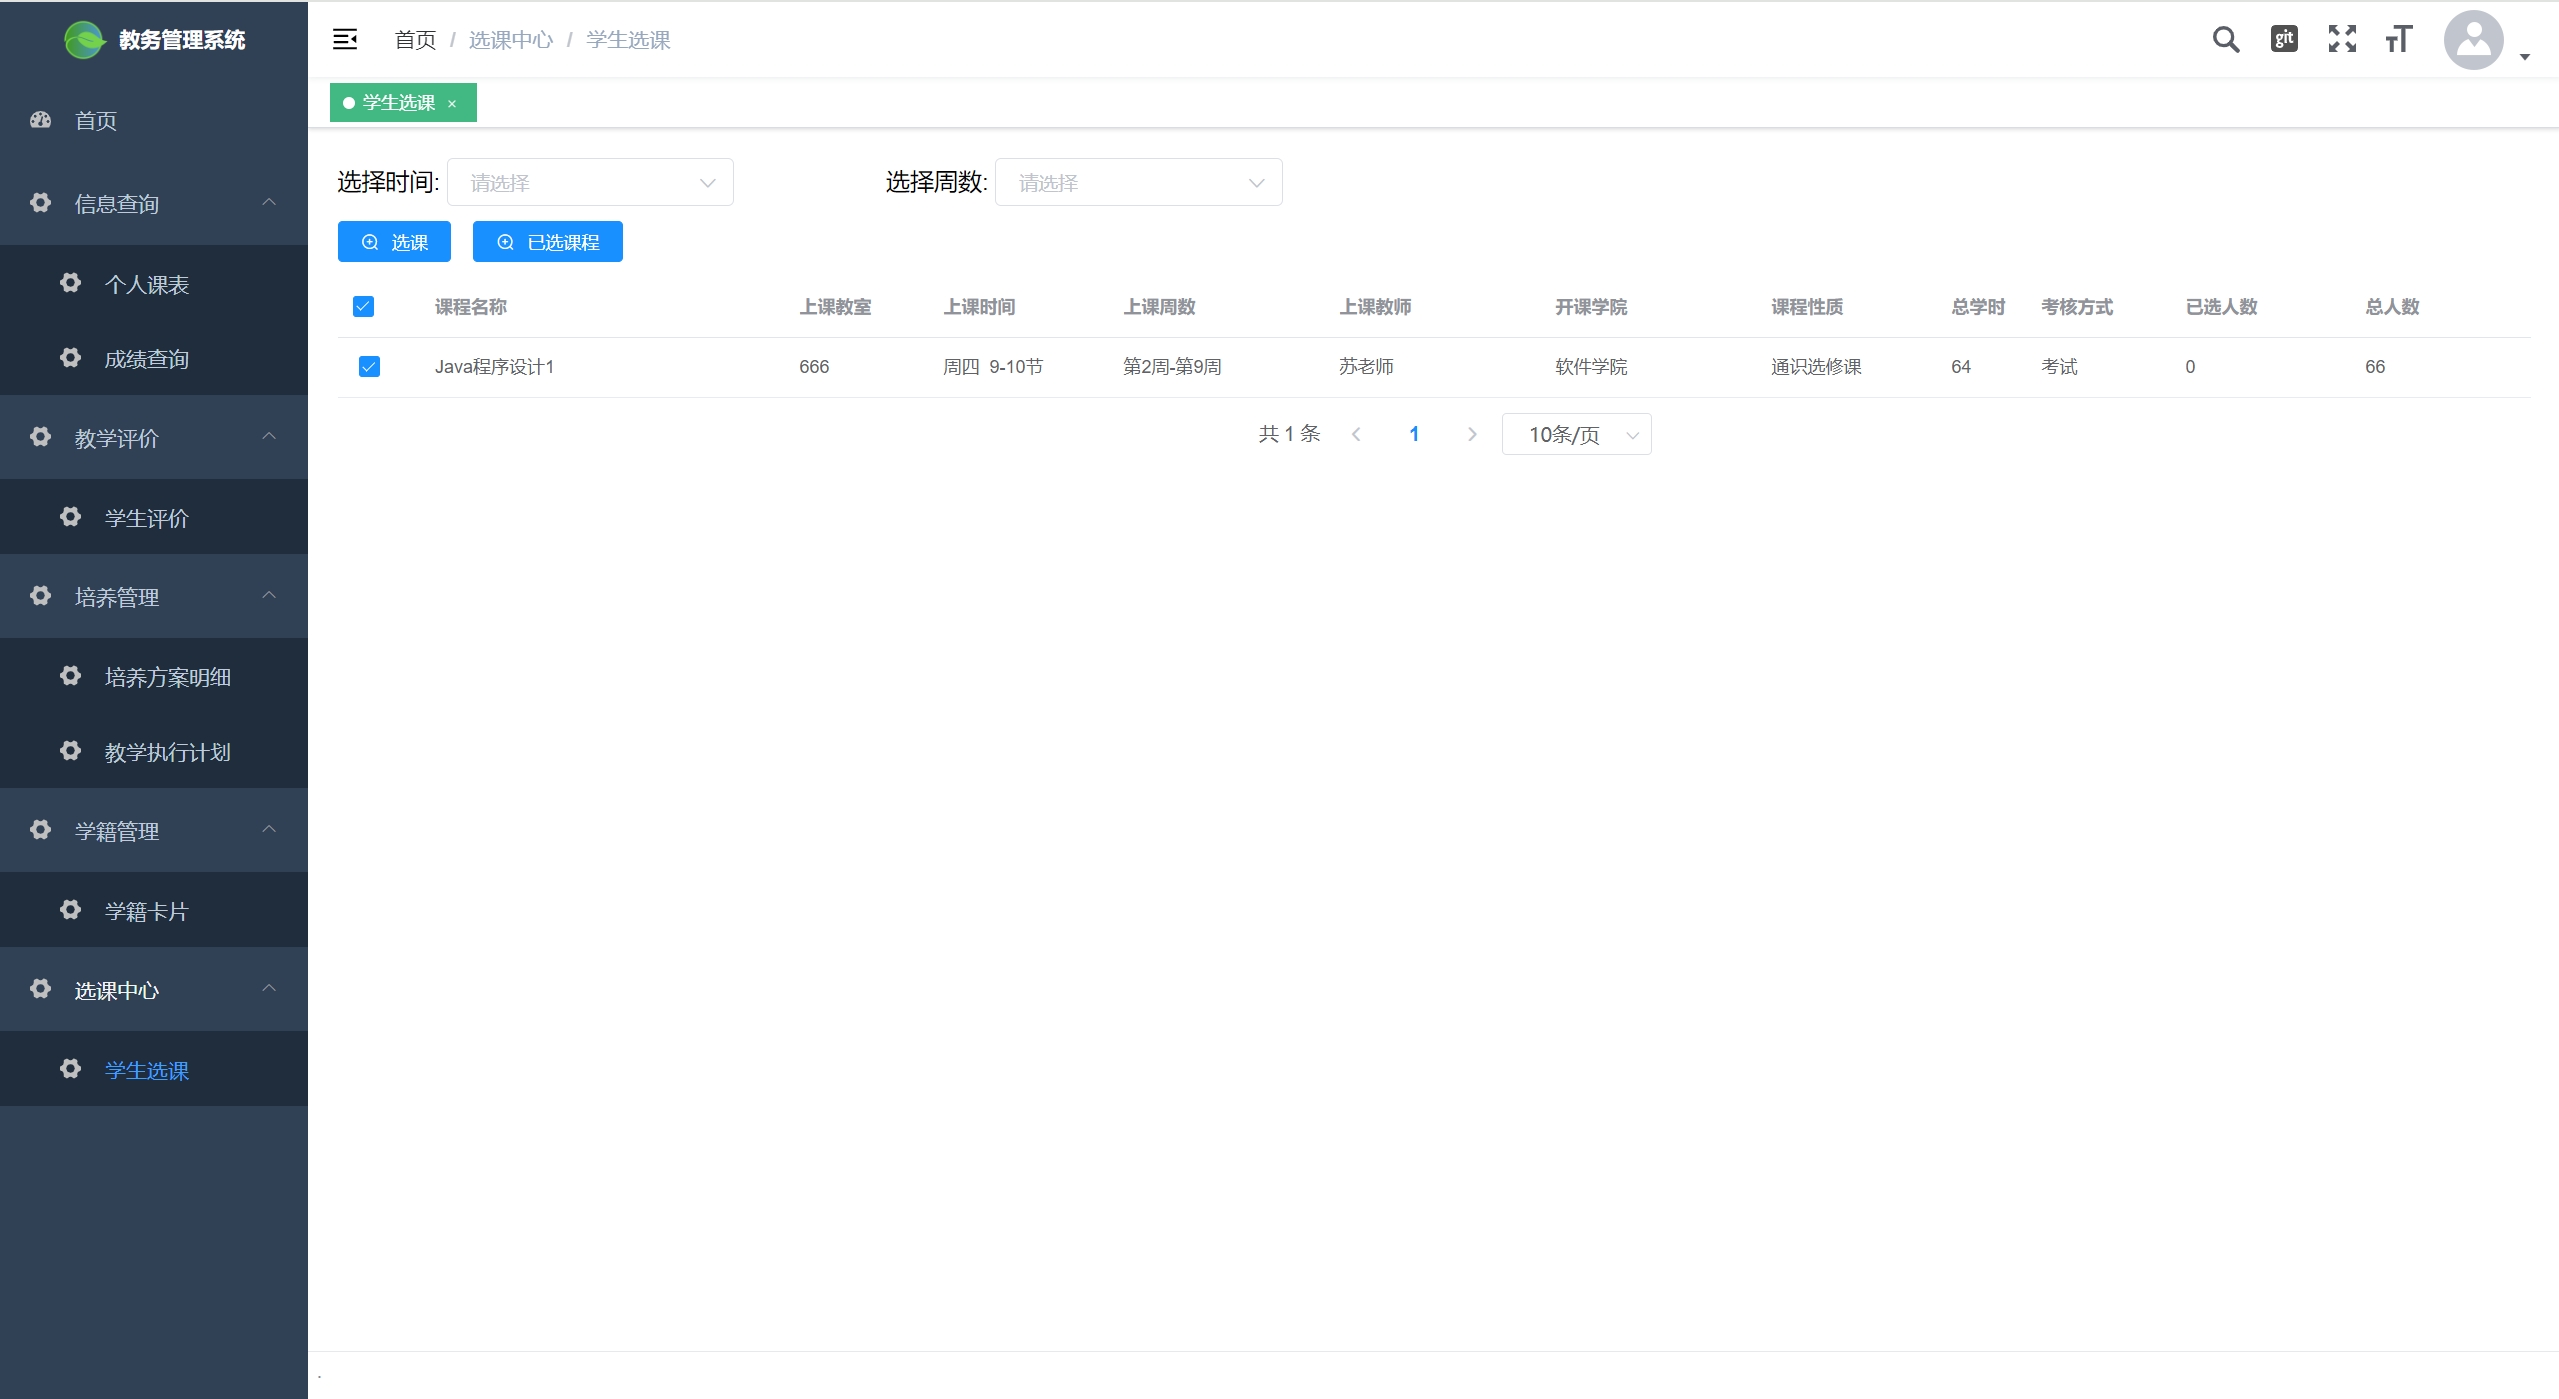 教务管理系统
首页
信息查询
个人课表
成绩查询
教学评价
学生评价
培养管理
培养方案明细
教学执行计划
学籍管理
学籍卡片
选课中心
学生选课
首页 / 选课中心 / 学生选课
git
学生选课 ×
选择时间: 请选择 选择周数: 请选择
选课 已选课程
课程名称 上课教室 上课时间 上课周数 上课教师 开课学院 课程性质 总学时 考核方式 已选人数 总人数
Java程序设计1 666 周四 9-10节 第2周-第9周 苏老师 软件学院 通识选修课 64 考试 0 66
共 1 条 1 10条/页
.